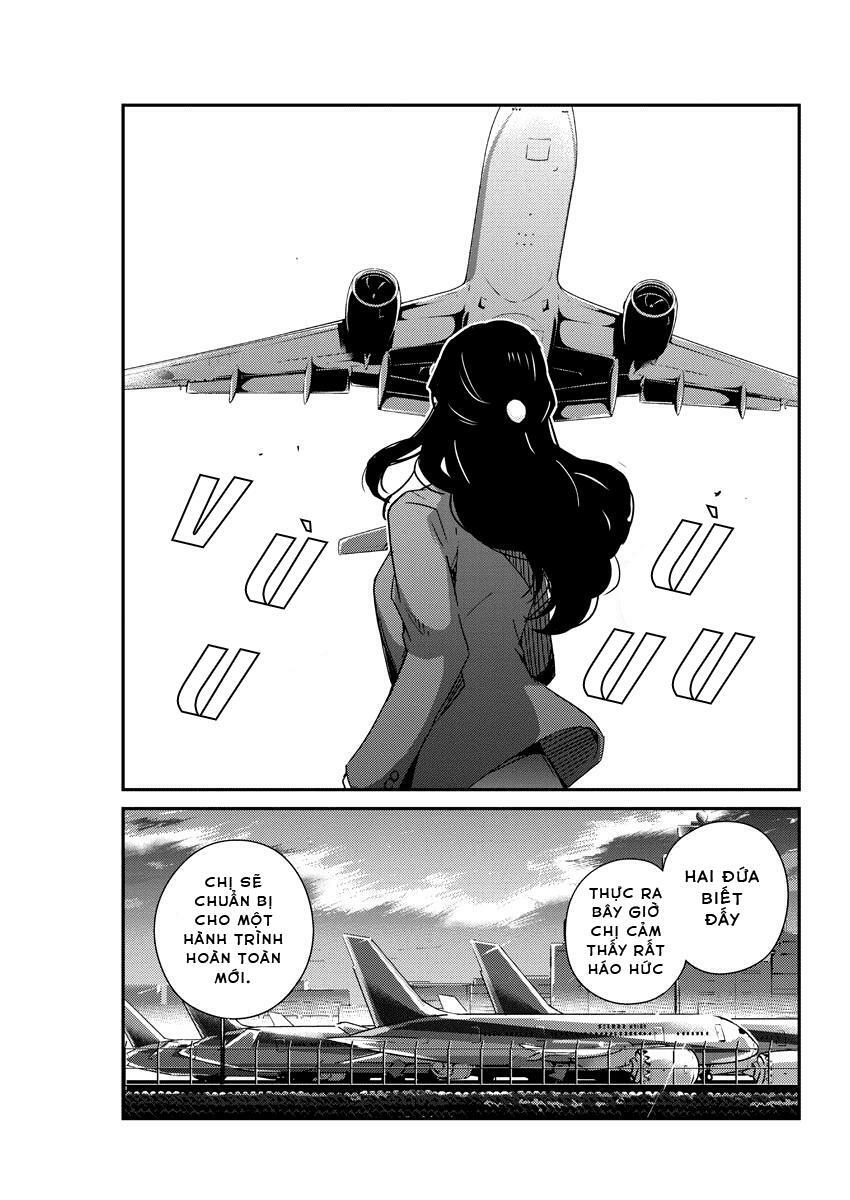 VÙ
Ù
U
U U
HAI ĐỨA
BIẾT
ĐẤY
THỰC RA
BÂY GIỜ
CHỊ CẢM
THẤY RẤT
HÁO HỨC
CHỊ SẼ
CHUẨN BỊ
CHO MỘT
HÀNH TRÌNH
HOÀN TOÀN
MỚI.